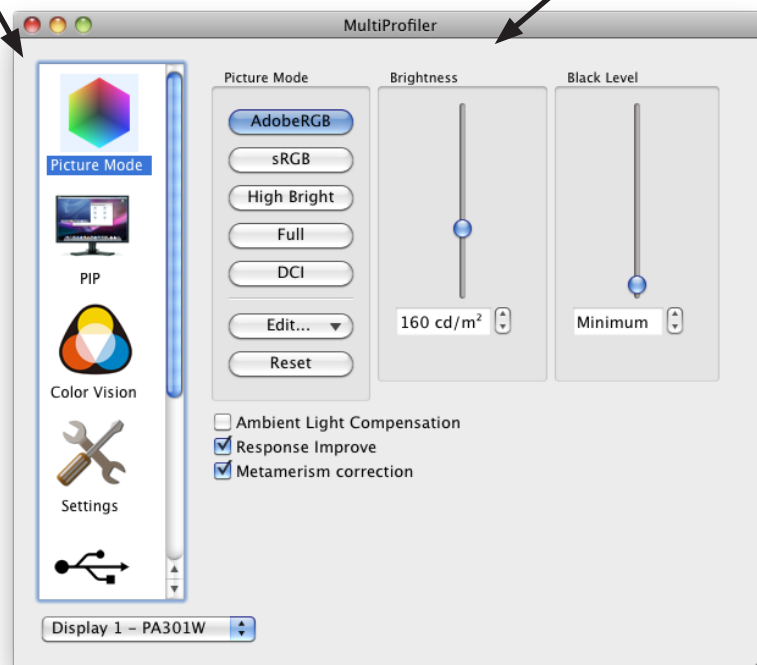 MultiProfiler
Picture Mode
PIP
Color Vision
Settings
Picture Mode
AdobeRGB
sRGB
High Bright
Full
DCI
Edit...
Reset
Brightness
160 cd/m²
Black Level
Minimum
Ambient Light Compensation
Response Improve
Metamerism correction
Display 1 – PA301W